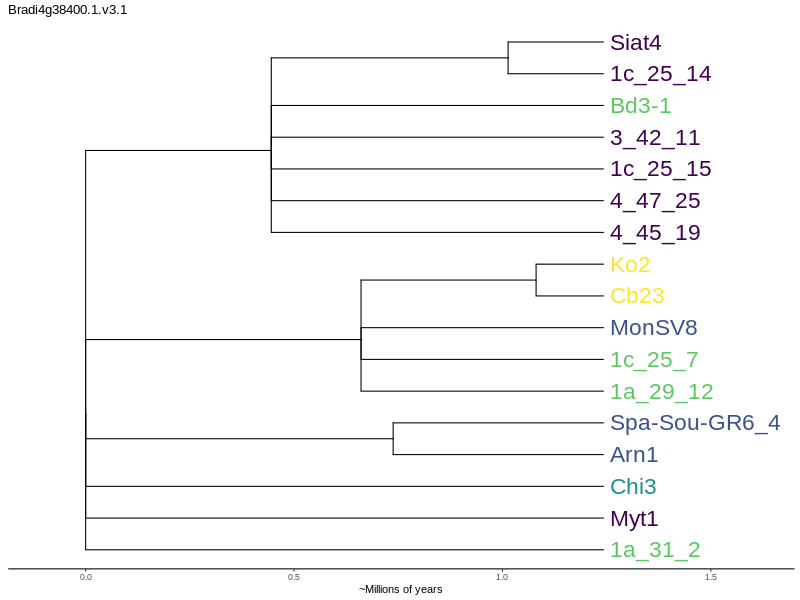 Bradi4g38400.1.v3.1
Siat4
1c_25_14
Bd3-1
3_42_11
1c_25_15
4_47_25
4_45_19
Ko2
Cb23
MonSV8
1c_25_7
1a_29_12
Spa-Sou-GR6_4
Arn1
Chi3
Myt1
1a_31_2
0.0 0.5 1.0 1.5
~Millions of years